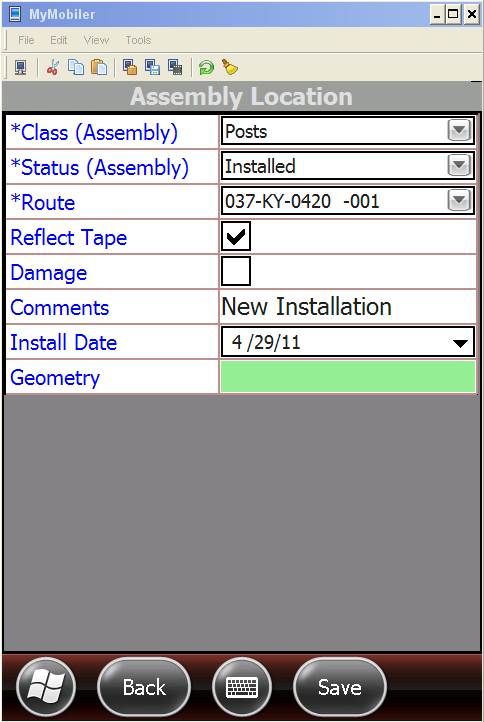 MyMobiler
File Edit View Tools
Assembly Location
*Class (Assembly) Posts
*Status (Assembly) Installed
*Route 037-KY-0420 -001
Reflect Tape
Damage
Comments New Installation
Install Date 4 /29/11
Geometry
Back Save